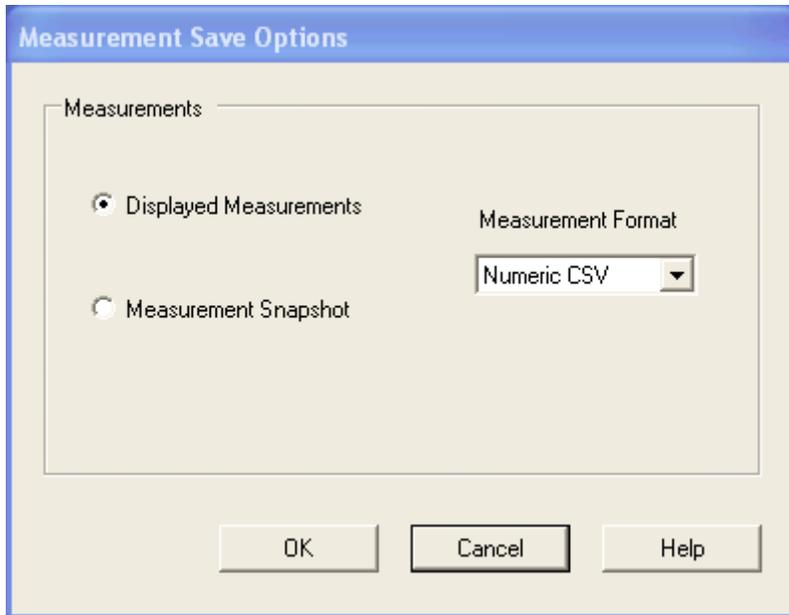 Measurement Save Options
Measurements
Displayed Measurements
Measurement Format
Numeric CSV
Measurement Snapshot
OK
Cancel
Help